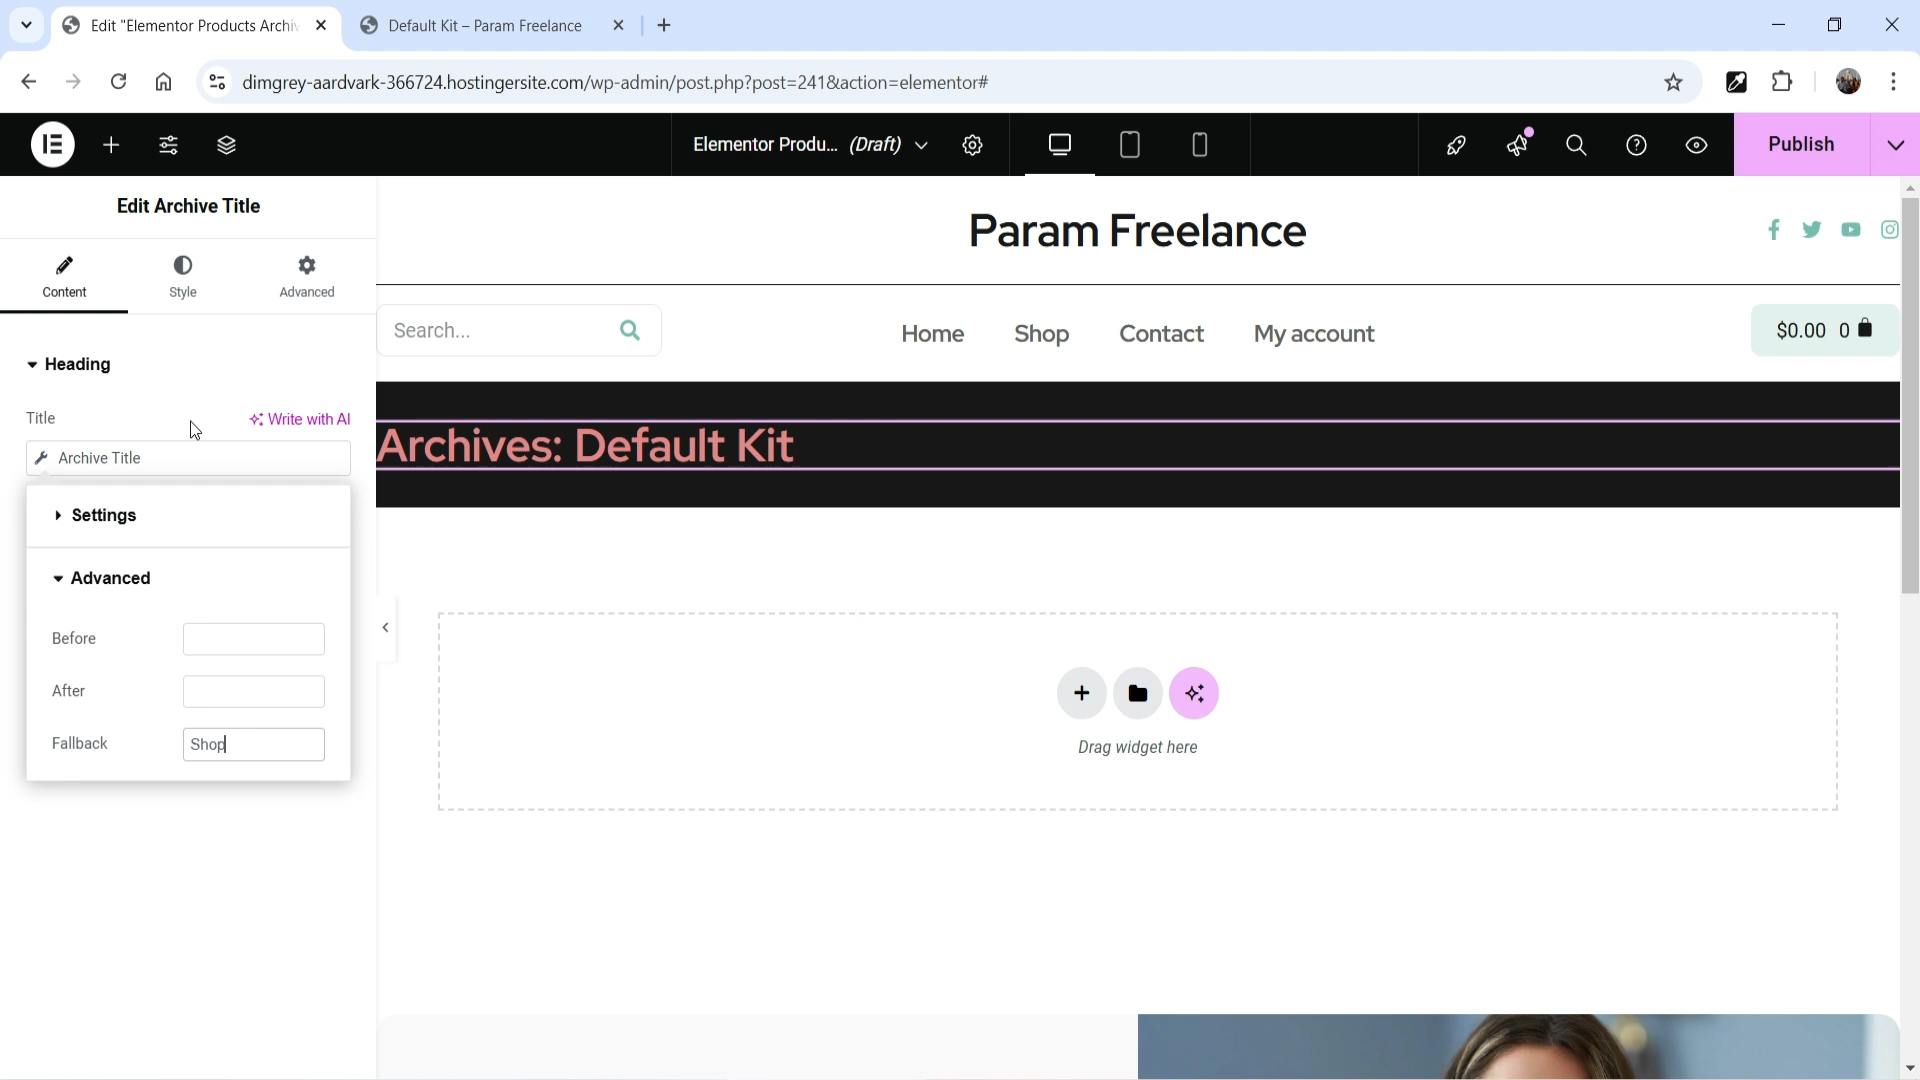 Edit "Elementor Products Archiv
Default Kit – Param Freelance
dimgrey-aardvark-366724.hostingersite.com/wp-admin/post.php?post=241&action=elementor#
Elementor Produ... (Draft)
Publish
Edit Archive Title
Content
Style
Advanced
Heading
Title
Write with AI
Archive Title
Settings
Advanced
Before
After
Fallback
Shop
Param Freelance
Search...
Home
Shop
Contact
My account
$0.00 0
Archives: Default Kit
Drag widget here